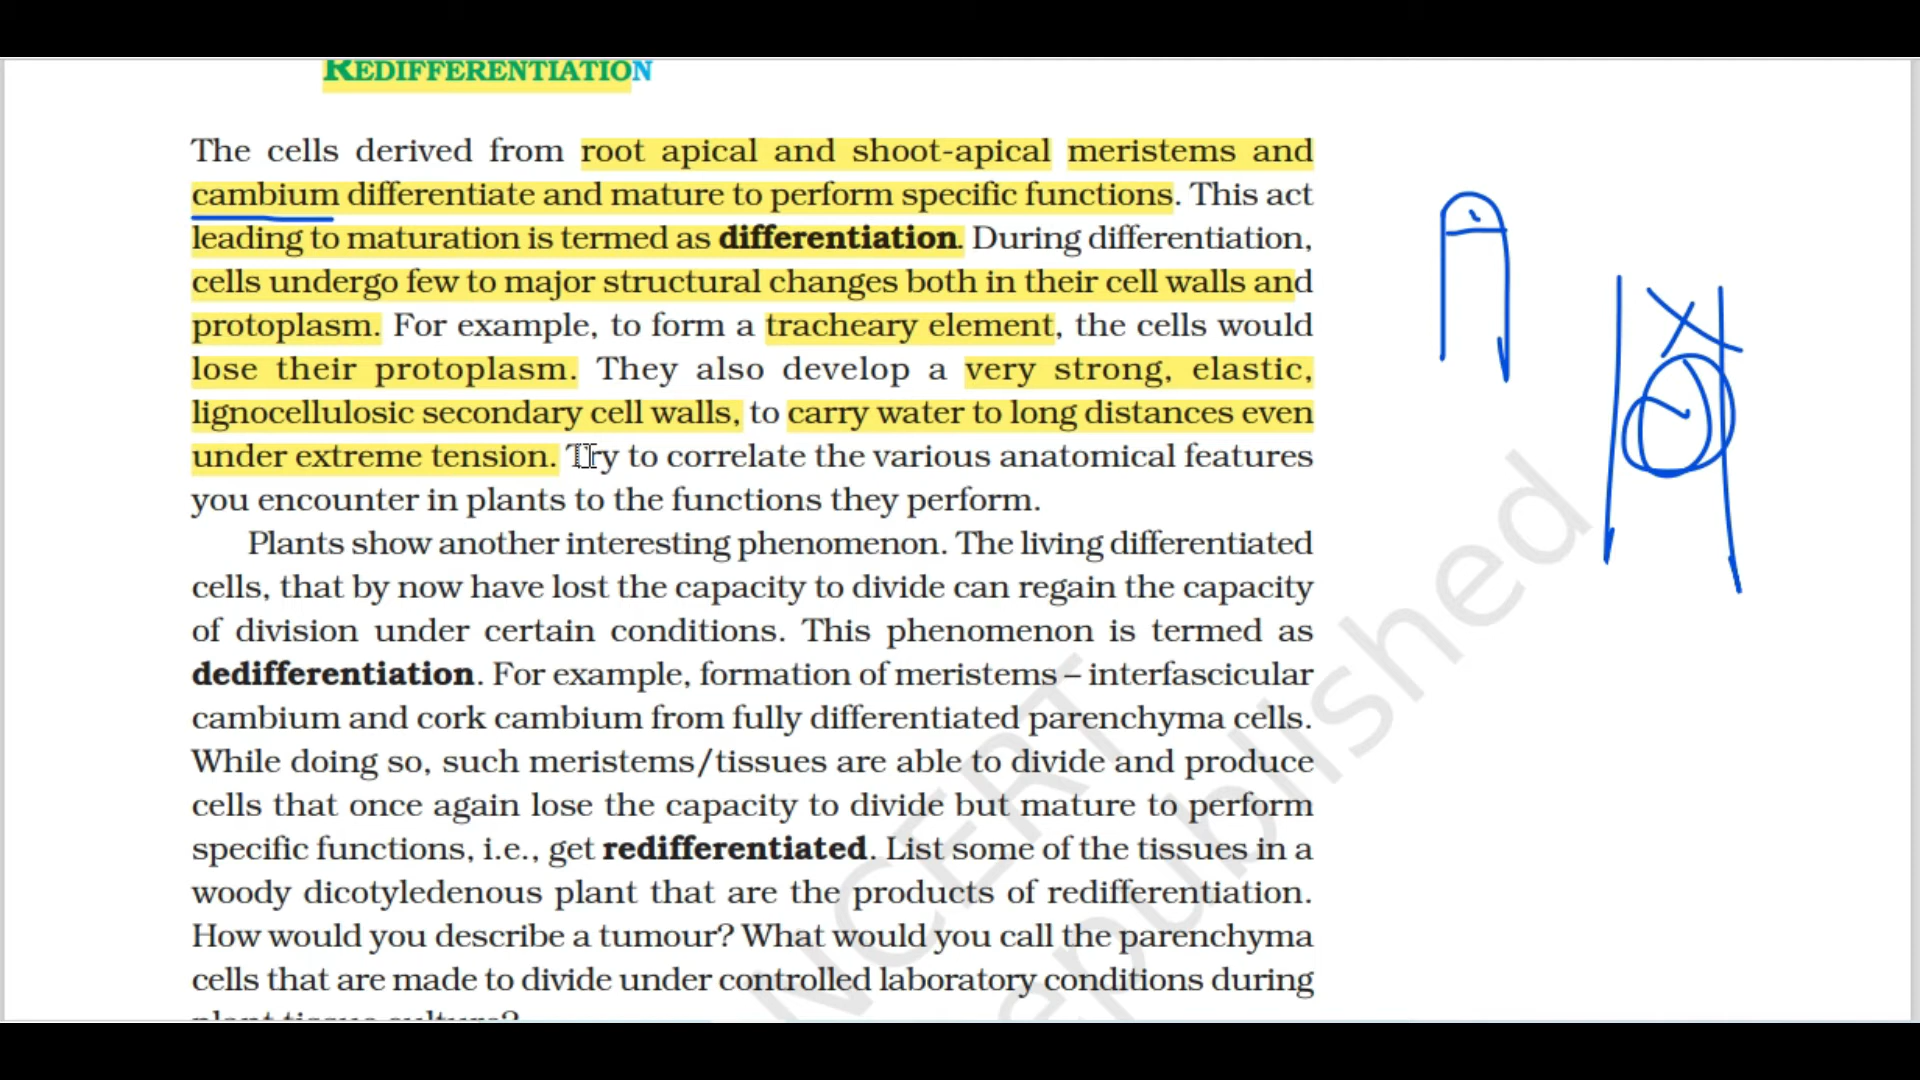 REDIFFERENTIATION
The cells derived from root apical and shoot-apical meristems and
cambium differentiate and mature to perform specific functions. This act
leading to maturation is termed as differentiation. During differentiation,
cells undergo few to major structural changes both in their cell walls and
protoplasm. For example, to form a tracheary element, the cells would
lose their protoplasm. They also develop a very strong, elastic,
lignocellulosic secondary cell walls, to carry water to long distances even
under extreme tension. Try to correlate the various anatomical features
you encounter in plants to the functions they perform.
Plants show another interesting phenomenon. The living differentiated
cells, that by now have lost the capacity to divide can regain the capacity
of division under certain conditions. This phenomenon is termed as
dedifferentiation. For example, formation of meristems – interfascicular
cambium and cork cambium from fully differentiated parenchyma cells.
While doing so, such meristems/tissues are able to divide and produce
cells that once again lose the capacity to divide but mature to perform
specific functions, i.e., get redifferentiated. List some of the tissues in a
woody dicotyledenous plant that are the products of redifferentiation.
How would you describe a tumour? What would you call the parenchyma
cells that are made to divide under controlled laboratory conditions during
plant tissue culture?
NCERT
epublished